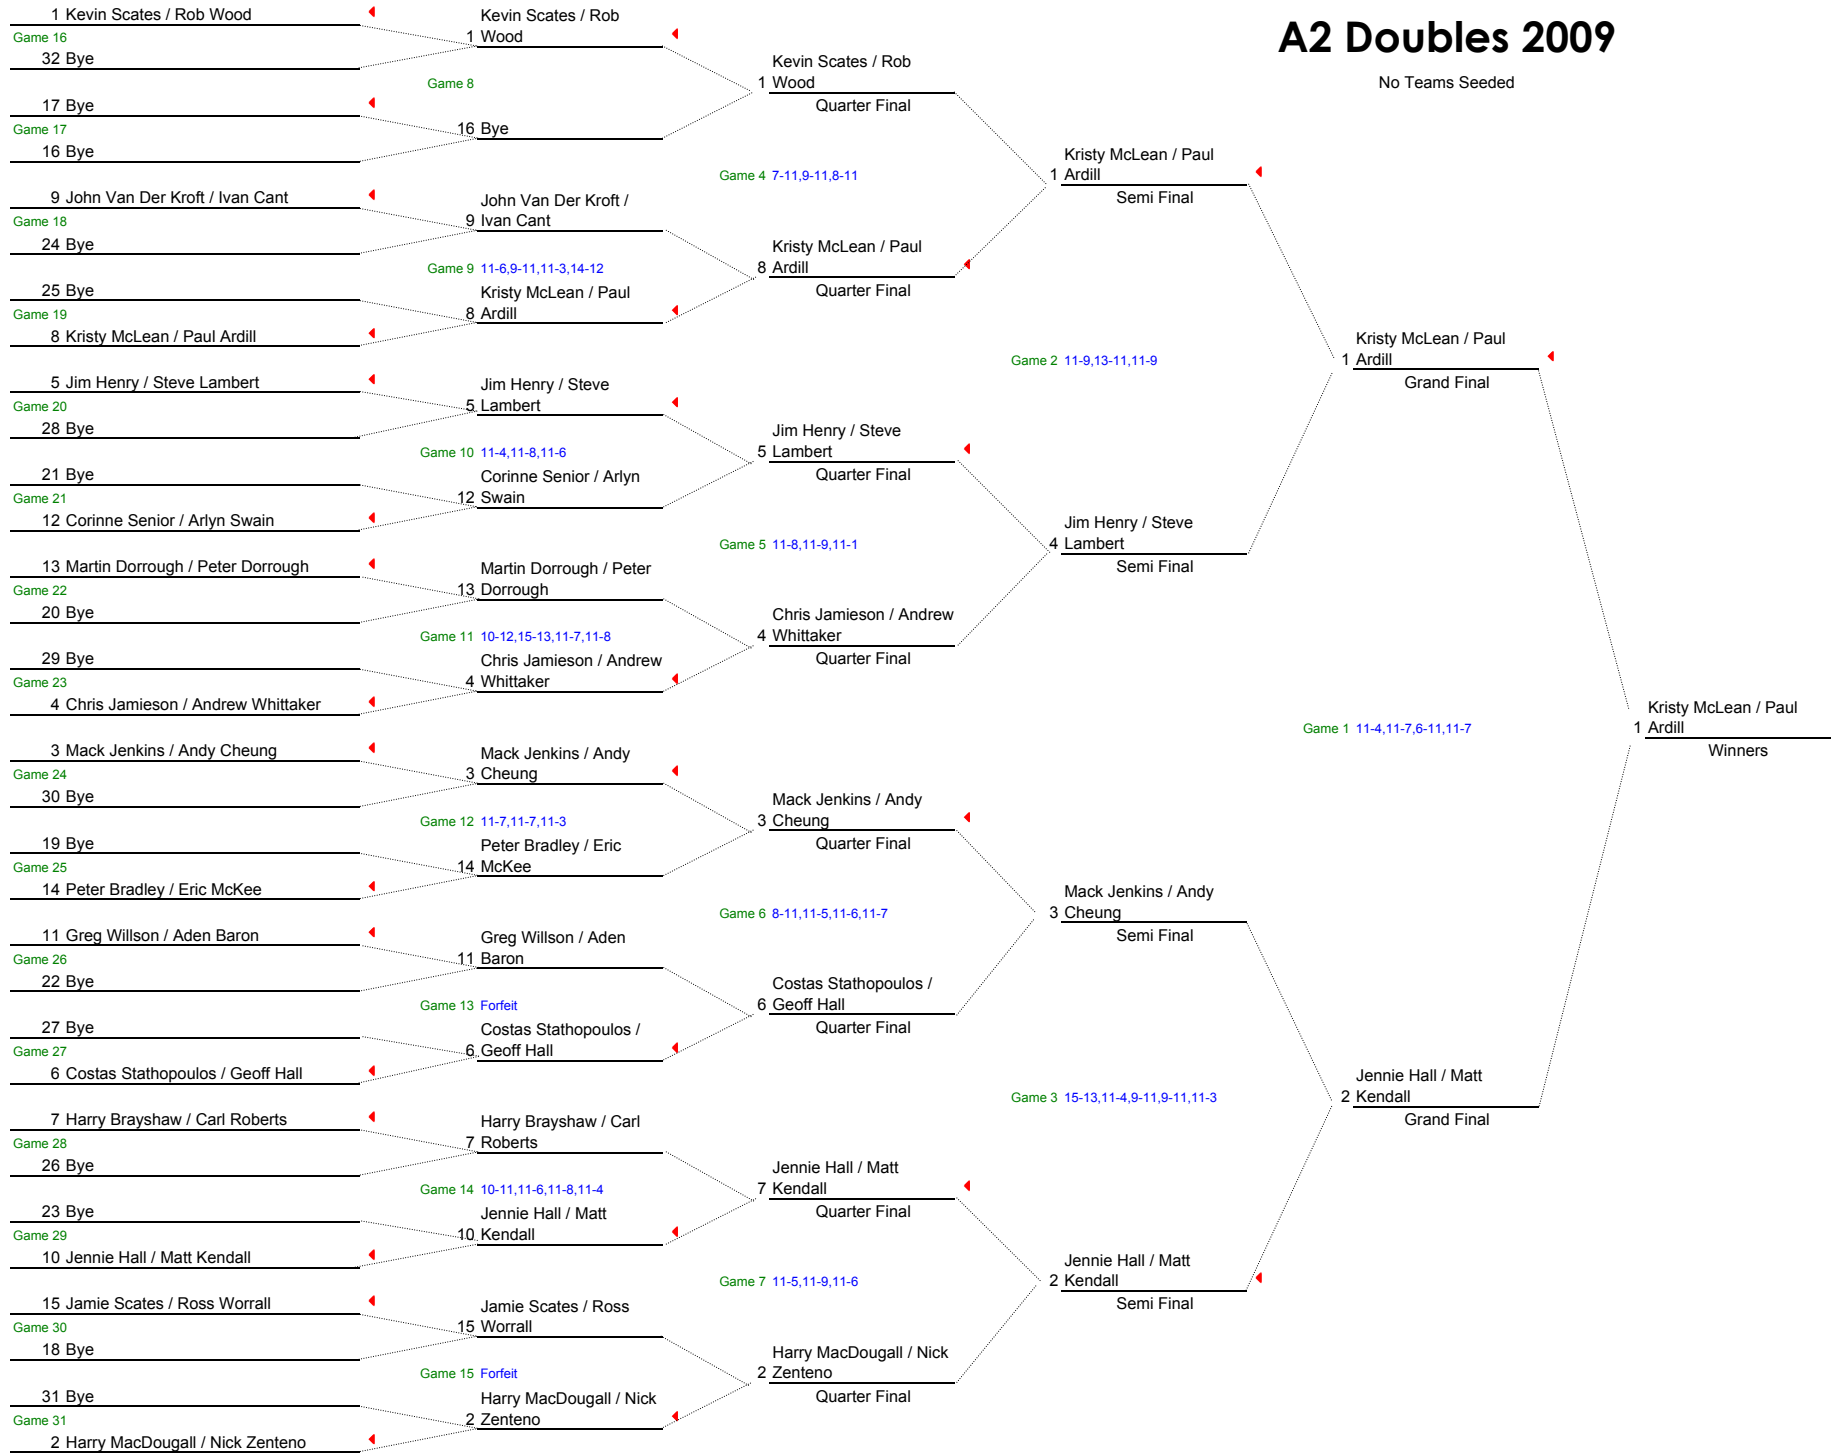 A2 Doubles 2009
No Teams Seeded
1 Kevin Scates / Rob Wood
Game 16
32 Bye
17 Bye
Game 17
16 Bye
9 John Van Der Kroft / Ivan Cant
Game 18
24 Bye
25 Bye
Game 19
8 Kristy McLean / Paul Ardill
5 Jim Henry / Steve Lambert
Game 20
28 Bye
21 Bye
Game 21
12 Corinne Senior / Arlyn Swain
13 Martin Dorrough / Peter Dorrough
Game 22
20 Bye
29 Bye
Game 23
4 Chris Jamieson / Andrew Whittaker
3 Mack Jenkins / Andy Cheung
Game 24
30 Bye
19 Bye
Game 25
14 Peter Bradley / Eric McKee
11 Greg Willson / Aden Baron
Game 26
22 Bye
27 Bye
Game 27
6 Costas Stathopoulos / Geoff Hall
7 Harry Brayshaw / Carl Roberts
Game 28
26 Bye
23 Bye
Game 29
10 Jennie Hall / Matt Kendall
15 Jamie Scates / Ross Worrall
Game 30
18 Bye
31 Bye
Game 31
2 Harry MacDougall / Nick Zenteno
Kevin Scates / Rob
1 Wood
Game 8
16 Bye
John Van Der Kroft /
9 Ivan Cant
Game 9 11-6,9-11,11-3,14-12
Kristy McLean / Paul
8 Ardill
Jim Henry / Steve
5 Lambert
Game 10 11-4,11-8,11-6
Corinne Senior / Arlyn
12 Swain
Martin Dorrough / Peter
13 Dorrough
Game 11 10-12,15-13,11-7,11-8
Chris Jamieson / Andrew
4 Whittaker
Mack Jenkins / Andy
3 Cheung
Game 12 11-7,11-7,11-3
Peter Bradley / Eric
14 McKee
Greg Willson / Aden
11 Baron
Game 13 Forfeit
Costas Stathopoulos /
6 Geoff Hall
Harry Brayshaw / Carl
7 Roberts
Game 14 10-11,11-6,11-8,11-4
Jennie Hall / Matt
10 Kendall
Jamie Scates / Ross
15 Worrall
Game 15 Forfeit
Harry MacDougall / Nick
2 Zenteno
Kevin Scates / Rob
1 Wood
Quarter Final
Game 4 7-11,9-11,8-11
Kristy McLean / Paul
8 Ardill
Quarter Final
Jim Henry / Steve
5 Lambert
Quarter Final
Game 5 11-8,11-9,11-1
Chris Jamieson / Andrew
4 Whittaker
Quarter Final
Mack Jenkins / Andy
3 Cheung
Quarter Final
Game 6 8-11,11-5,11-6,11-7
Costas Stathopoulos /
6 Geoff Hall
Quarter Final
Jennie Hall / Matt
7 Kendall
Quarter Final
Game 7 11-5,11-9,11-6
Harry MacDougall / Nick
2 Zenteno
Quarter Final
Kristy McLean / Paul
1 Ardill
Semi Final
Game 2 11-9,13-11,11-9
Jim Henry / Steve
4 Lambert
Semi Final
Mack Jenkins / Andy
3 Cheung
Semi Final
Game 3 15-13,11-4,9-11,9-11,11-3
Jennie Hall / Matt
2 Kendall
Semi Final
Kristy McLean / Paul
1 Ardill
Grand Final
Game 1 11-4,11-7,6-11,11-7
Jennie Hall / Matt
2 Kendall
Grand Final
Kristy McLean / Paul
1 Ardill
Winners